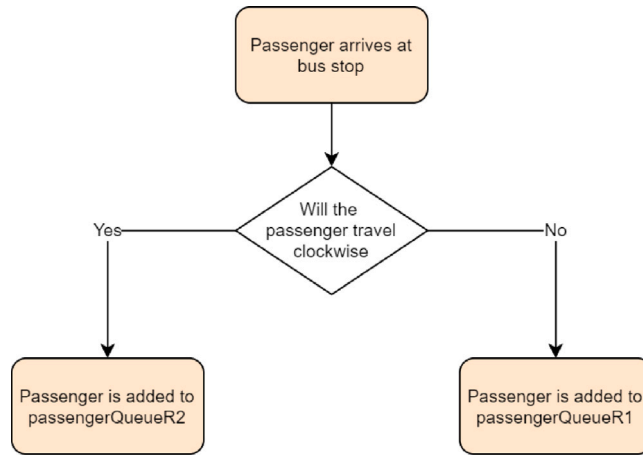 Passenger arrives at
bus stop
Will the
passenger travel
clockwise
Yes
No
Passenger is added to
passengerQueueR2
Passenger is added to
passengerQueueR1